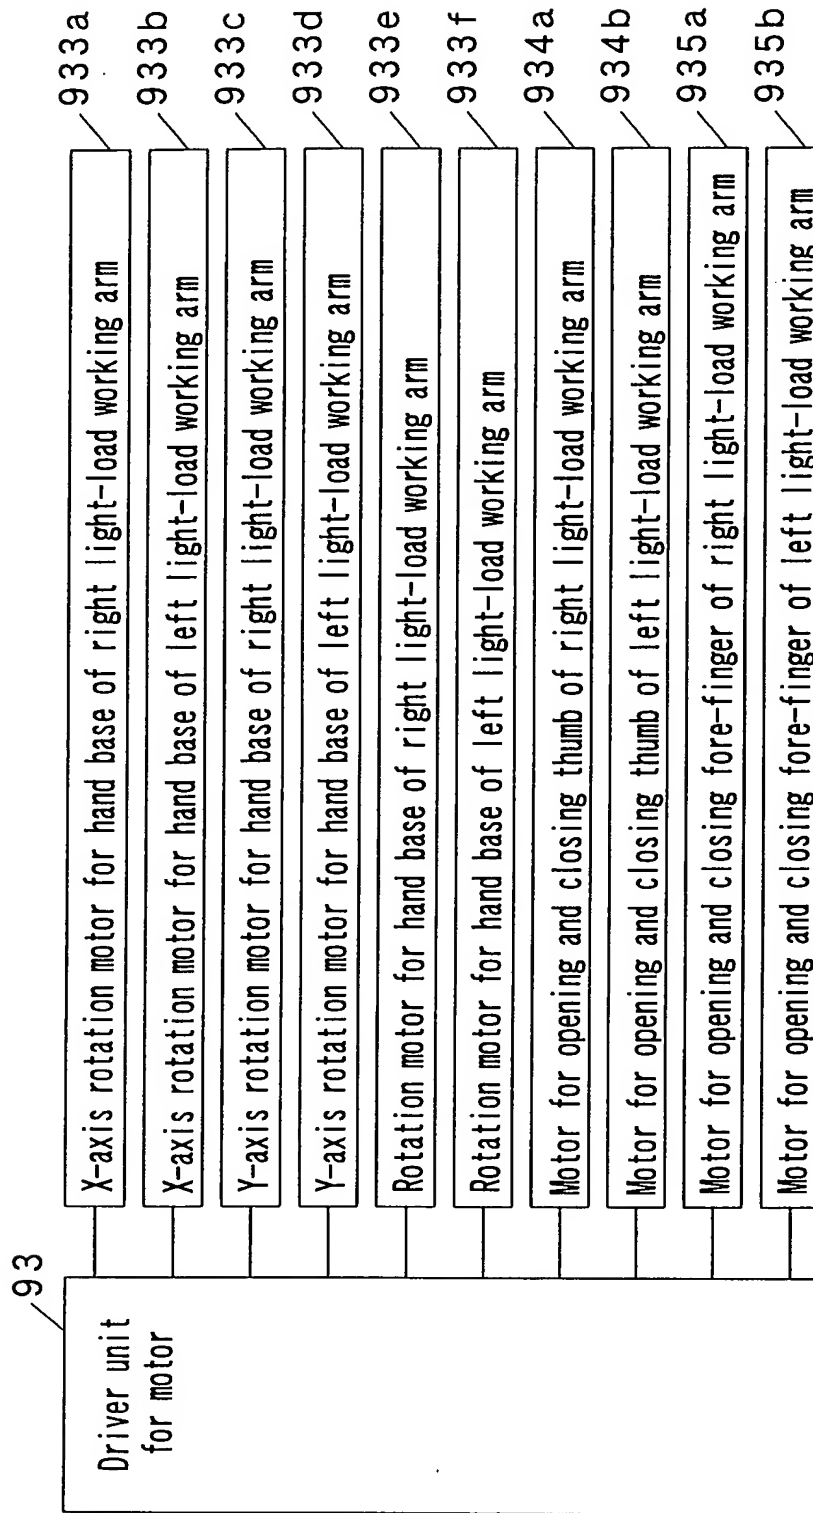 93
Driver unit
for motor
X-axis rotation motor for hand base of right light-load working arm
933a
X-axis rotation motor for hand base of left light-load working arm
933b
Y-axis rotation motor for hand base of right light-load working arm
933c
Y-axis rotation motor for hand base of left light-load working arm
933d
Rotation motor for hand base of right light-load working arm
933e
Rotation motor for hand base of left light-load working arm
933f
Motor for opening and closing thumb of right light-load working arm
934a
Motor for opening and closing thumb of left light-load working arm
934b
Motor for opening and closing fore-finger of right light-load working arm
935a
Motor for opening and closing fore-finger of left light-load working arm
935b